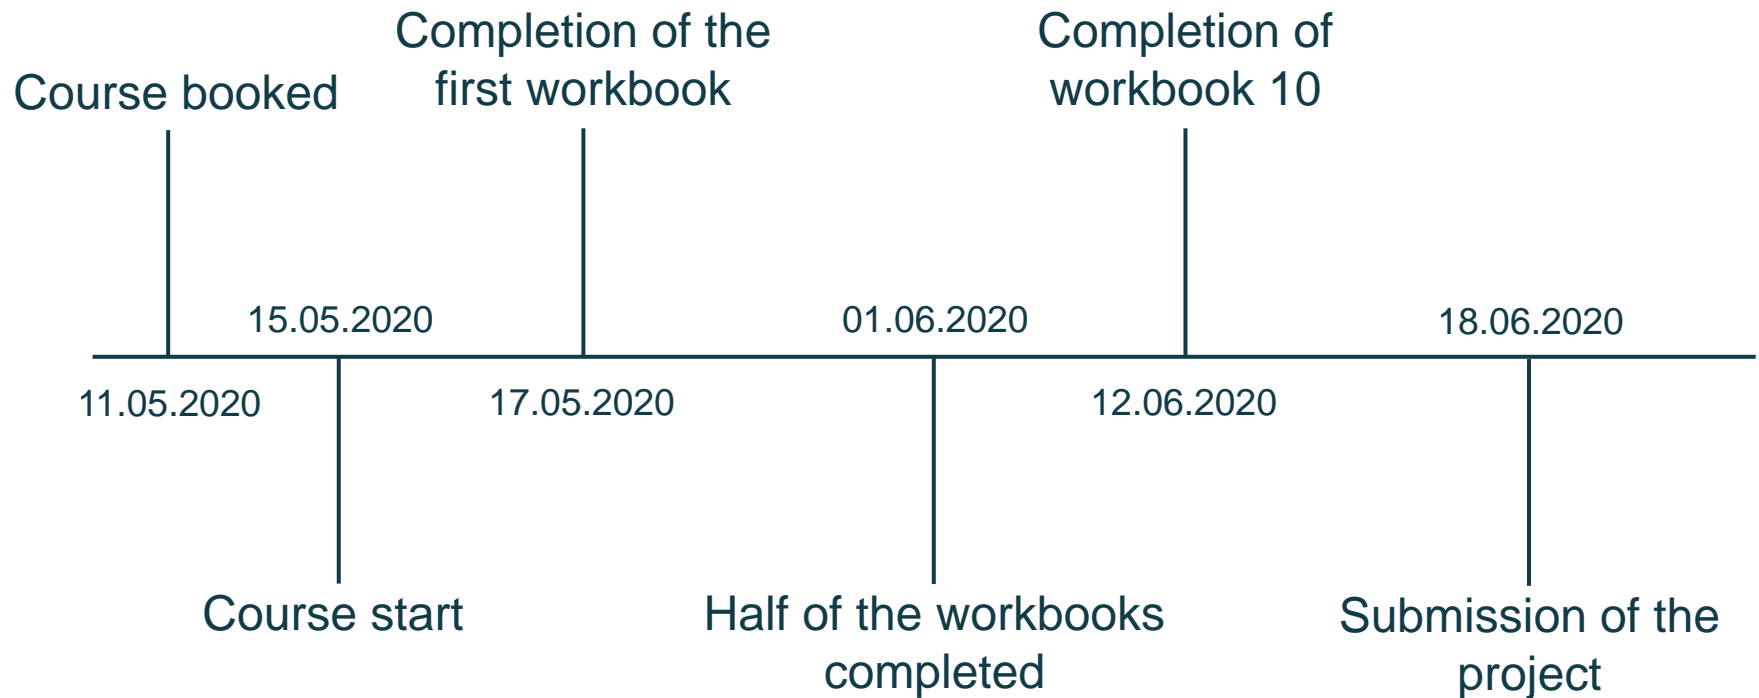 Completion of the
first workbook
Completion of
workbook 10
Course booked
15.05.2020
01.06.2020
18.06.2020
11.05.2020
17.05.2020
12.06.2020
Course start
Half of the workbooks
completed
Submission of the
project